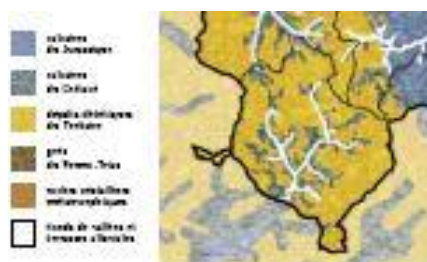 calcaires
du Jurassique
calcaires
du Crétacé
dépôts détritiques
du Tertiaire
grès
du Permo-Trias
roches cristallines
métamorphiques
fonds de vallées et
terrasses alluviales